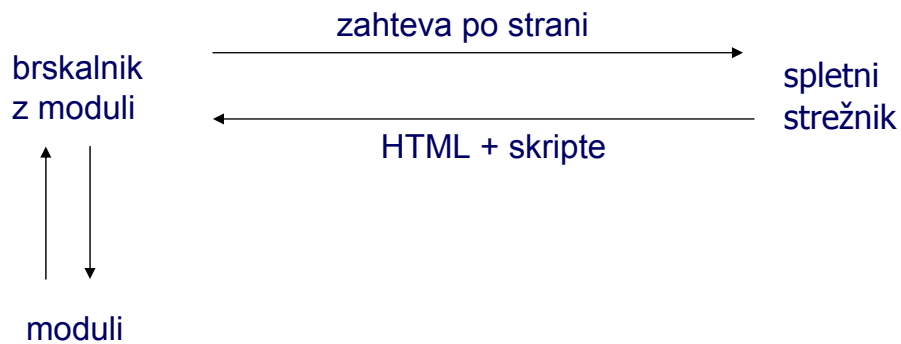 zahteva po strani
brskalnik
z moduli
spletni
strežnik
HTML + skripte
moduli